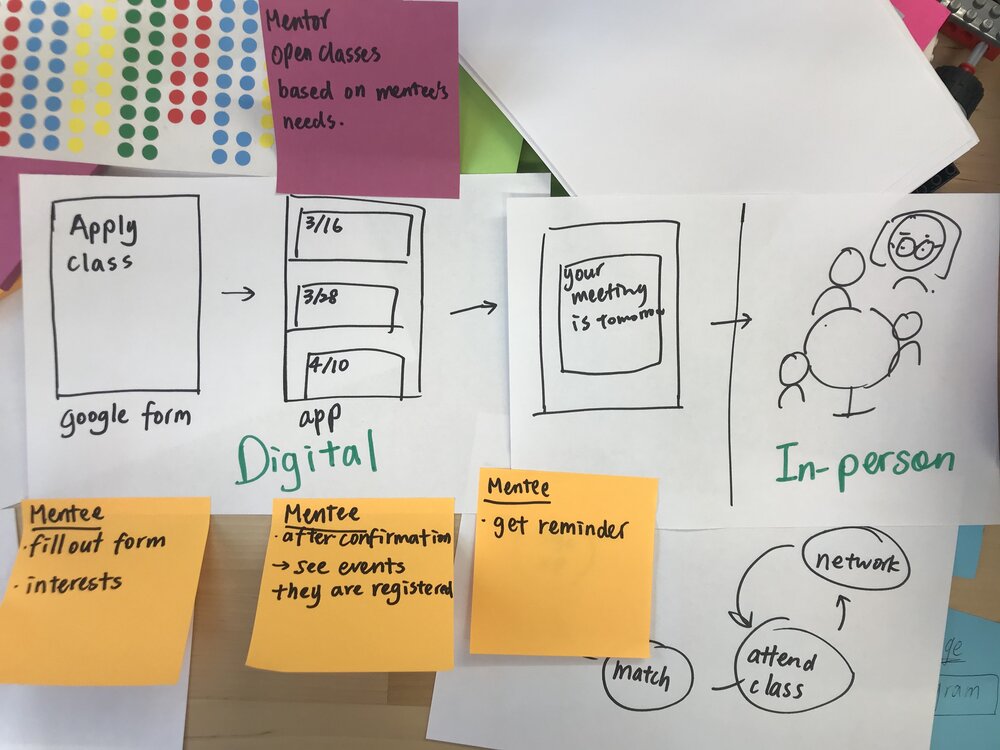 Mentor
Open classes
based on mentee's
needs.
Apply
class
google form
3/16
3/28
4/10
app
Digital
your
meeting
is tomorrow
In-person
Mentee
· fill out form
· interests
Mentee
· after confirmation
→ see events
they are registered
Mentee
· get reminder
network
attend
class
match